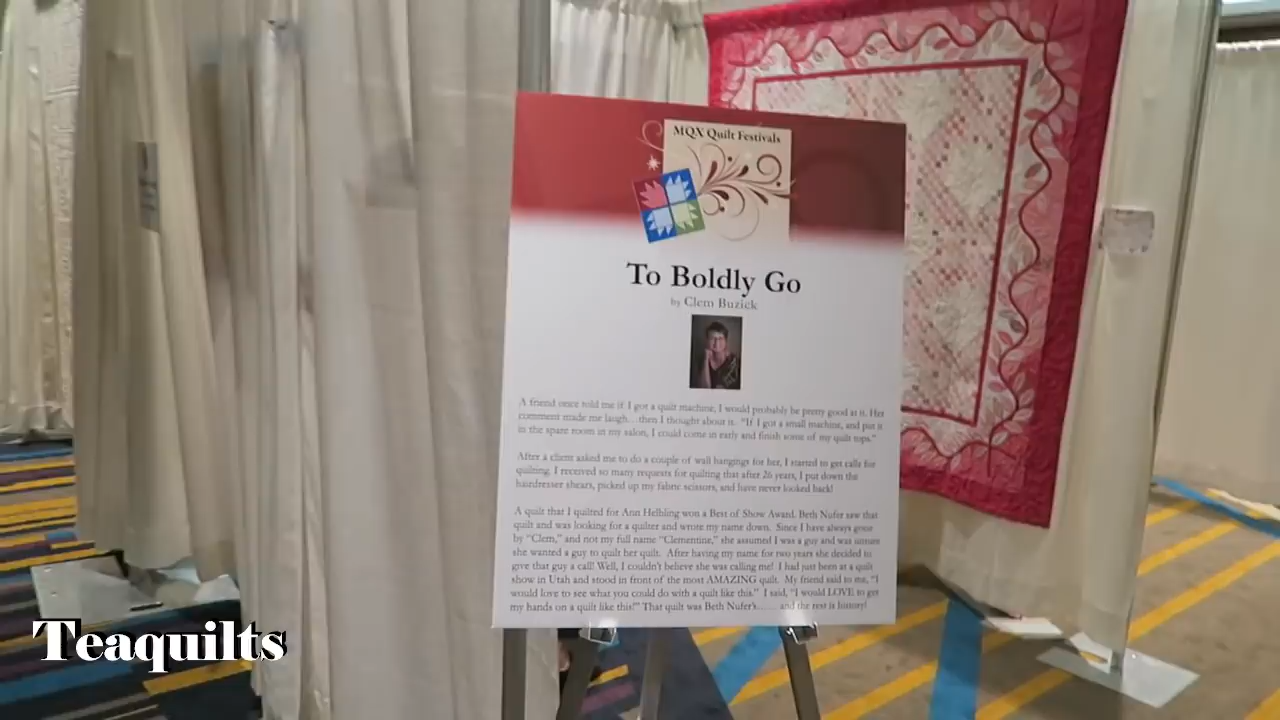 MQX Quilt Festivals
To Boldly Go
by Clem Buzick
A friend once told me if I got a quilt machine, I would probably be pretty good at it. Her
comment made me laugh…then I thought about it. "If I got a small machine, and put it
in the spare room in my salon, I could come in early and finish some of my quilt tops."
After a client asked me to do a couple of wall hangings for her, I started to get calls for
quilting. I received so many requests for quilting that after 26 years, I put down the
hairdresser shears, picked up my fabric scissors, and have never looked back!
A quilt that I quilted for Ann Helbling won a Best of Show Award. Beth Nufer saw that
quilt and was looking for a quilter and wrote my name down. Since I have always gone
by "Clem," and not my full name "Clementine," she assumed I was a guy and was unsure
she wanted a guy to quilt her quilt. After having my name for two years she decided to
give that guy a call! Well, I couldn't believe she was calling me! I had just been at a quilt
show in Utah and stood in front of the most AMAZING quilt. My friend said to me, "I
would love to see what you could do with a quilt like this." I said, "I would LOVE to get
my hands on a quilt like this!" That quilt was Beth Nufer's…… and the rest is history!
Teaquilts